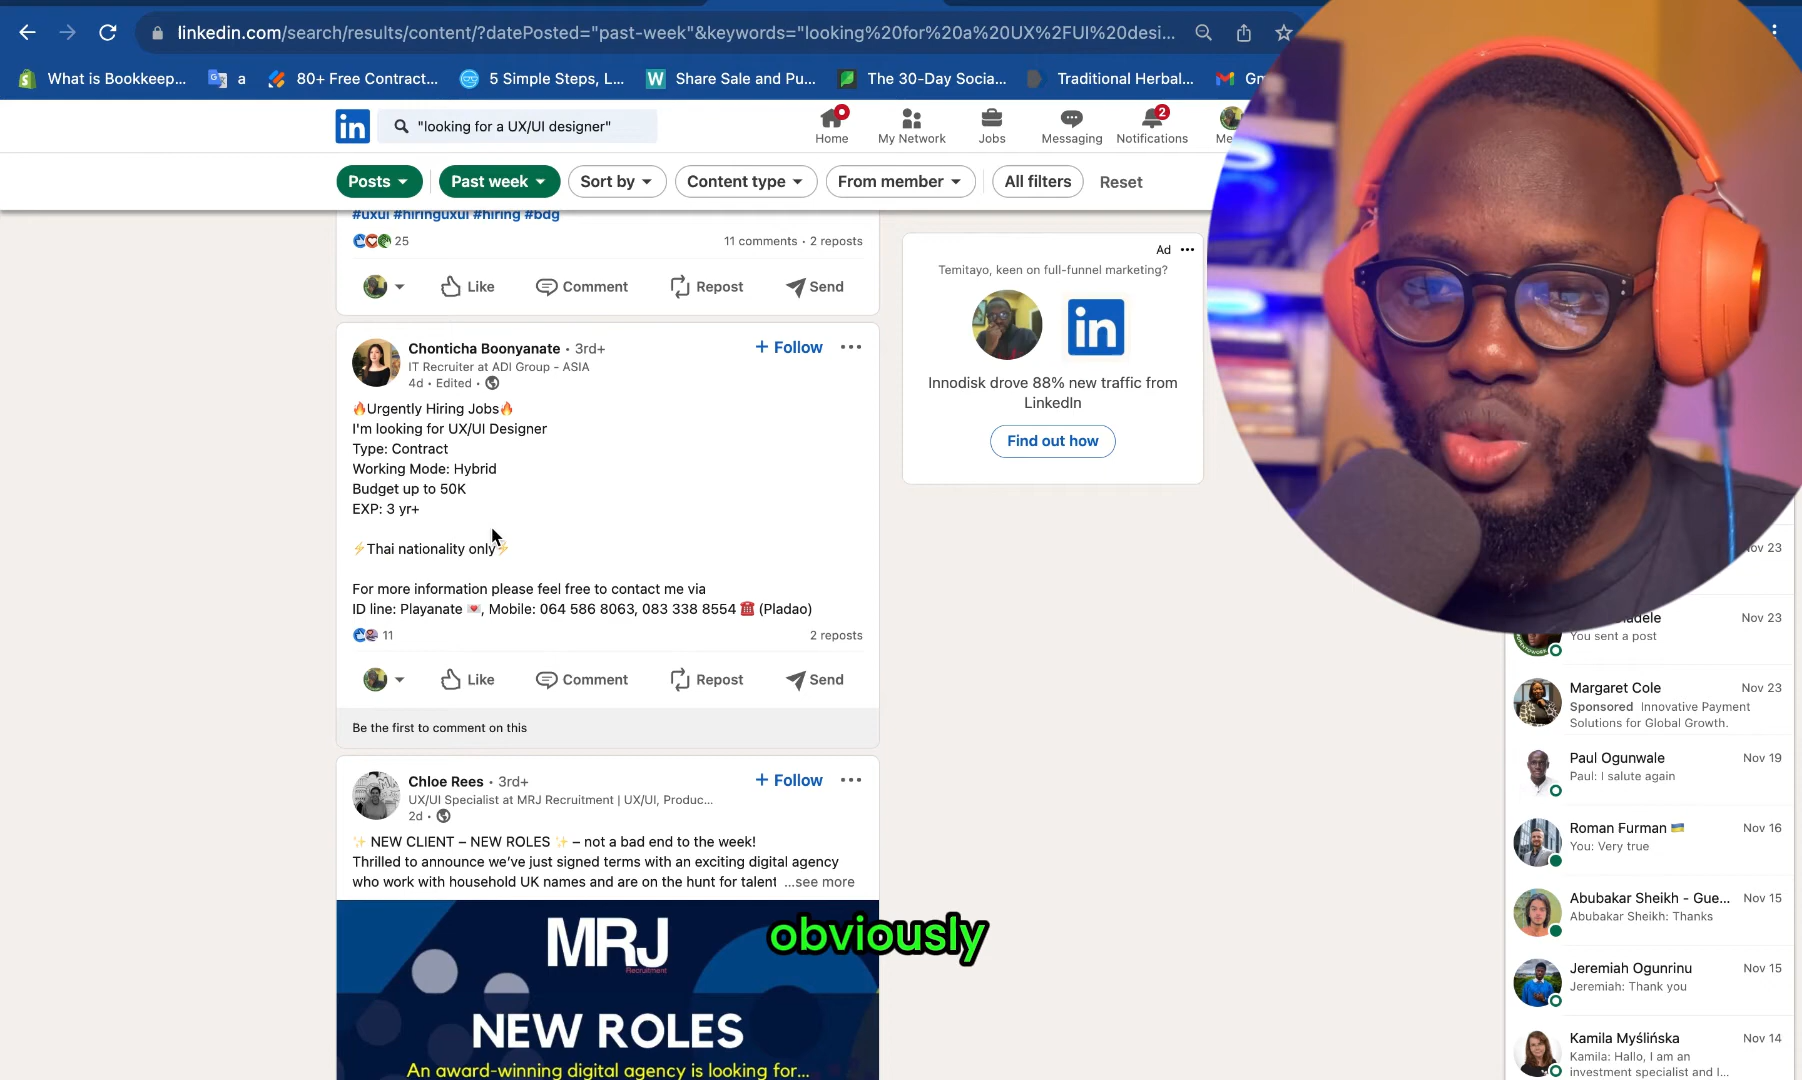 linkedin.com/search/results/content/?datePosted="past-week"&keywords="looking%20for%20a%20UX%2FUI%20desi...
What is Bookkeep...
a
80+ Free Contract...
5 Simple Steps, L...
Share Sale and Pu...
The 30-Day Socia...
Traditional Herbal...
in
"looking for a UX/UI designer"
Home
My Network
Jobs
Messaging
2
Notifications
Posts
Past week
Sort by
Content type
From member
All filters
Reset
#uxui #hiringuxui #hiring #bdg
25
11 comments • 2 reposts
Like
Comment
Repost
Send
Chonticha Boonyanate • 3rd+
+ Follow
IT Recruiter at ADI Group - ASIA
4d • Edited •
🔥Urgently Hiring Jobs🔥
I'm looking for UX/UI Designer
Type: Contract
Working Mode: Hybrid
Budget up to 50K
EXP: 3 yr+
⚡Thai nationality only⚡
For more information please feel free to contact me via
ID line: Playanate 💌, Mobile: 064 586 8063, 083 338 8554 ☎️ (Pladao)
11
2 reposts
Like
Comment
Repost
Send
Be the first to comment on this
Chloe Rees • 3rd+
+ Follow
UX/UI Specialist at MRJ Recruitment | UX/UI, Produc...
2d •
✨ NEW CLIENT – NEW ROLES ✨ – not a bad end to the week!
Thrilled to announce we've just signed terms with an exciting digital agency
who work with household UK names and are on the hunt for talent ...see more
MRJ
Recruitment
NEW ROLES
An award-winning digital agency is looking for...
obviously
Ad
Temitayo, keen on full-funnel marketing?
in
Innodisk drove 88% new traffic from
LinkedIn
Find out how
Nov 23
You sent a post
Margaret Cole
Nov 23
Sponsored Innovative Payment
Solutions for Global Growth.
Paul Ogunwale
Nov 19
Paul: I salute again
Roman Furman 🇺🇦
Nov 16
You: Very true
Abubakar Sheikh - Gue...
Nov 15
Abubakar Sheikh: Thanks
Jeremiah Ogunrinu
Nov 15
Jeremiah: Thank you
Kamila Myślińska
Nov 14
Kamila: Hallo, I am an
investment specialist and I...